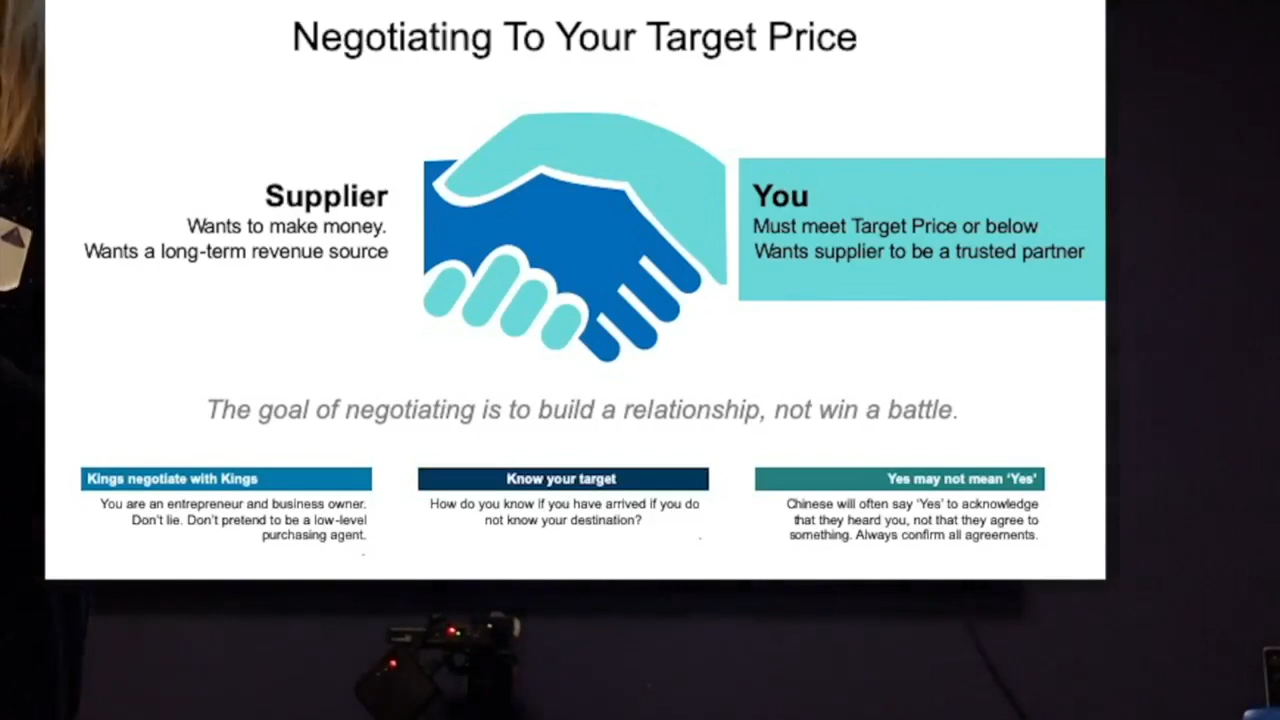 Negotiating To Your Target Price
Supplier
Wants to make money.
Wants a long-term revenue source
You
Must meet Target Price or below
Wants supplier to be a trusted partner
The goal of negotiating is to build a relationship, not win a battle.
Kings negotiate with Kings
You are an entrepreneur and business owner.
Don't lie. Don't pretend to be a low-level
purchasing agent.
.
Know your target
How do you know if you have arrived if you do
not know your destination?
.
Yes may not mean ‘Yes’
Chinese will often say ‘Yes’ to acknowledge
that they heard you, not that they agree to
something. Always confirm all agreements.